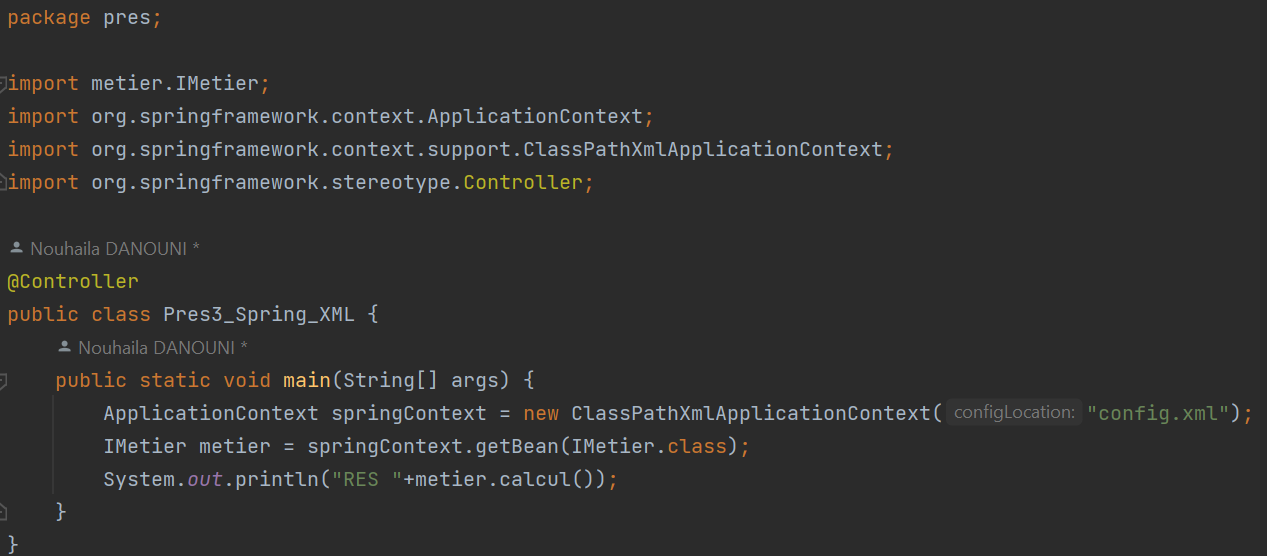 package pres;
import metier.IMetier;
import org.springframework.context.ApplicationContext;
import org.springframework.context.support.ClassPathXmlApplicationContext;
import org.springframework.stereotype.Controller;
Nouhaila DANOUNI *
@Controller
public class Pres3_Spring_XML {
Nouhaila DANOUNI *
public static void main(String[] args) {
ApplicationContext springContext = new ClassPathXmlApplicationContext( configLocation: "config.xml");
IMetier metier = springContext.getBean(IMetier.class);
System.out.println("RES "+metier.calcul());
}
}